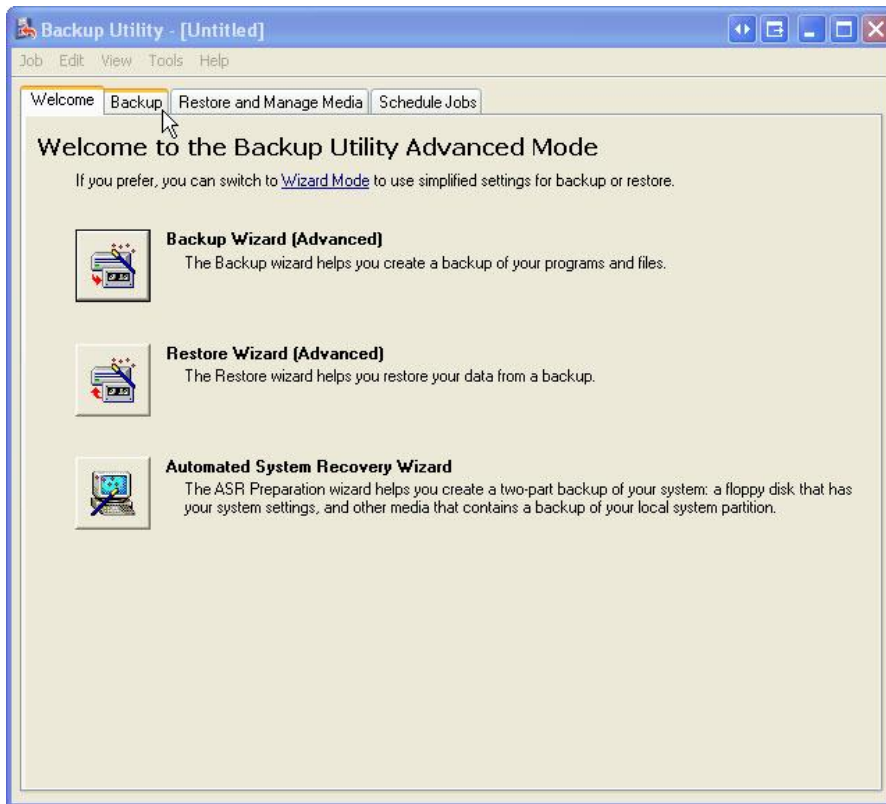 Backup Utility - [Untitled]
Job Edit View Tools Help
Welcome Backup Restore and Manage Media Schedule Jobs
Welcome to the Backup Utility Advanced Mode
If you prefer, you can switch to Wizard Mode to use simplified settings for backup or restore.
Backup Wizard (Advanced)
The Backup wizard helps you create a backup of your programs and files.
Restore Wizard (Advanced)
The Restore wizard helps you restore your data from a backup.
Automated System Recovery Wizard
The ASR Preparation wizard helps you create a two-part backup of your system: a floppy disk that has
your system settings, and other media that contains a backup of your local system partition.